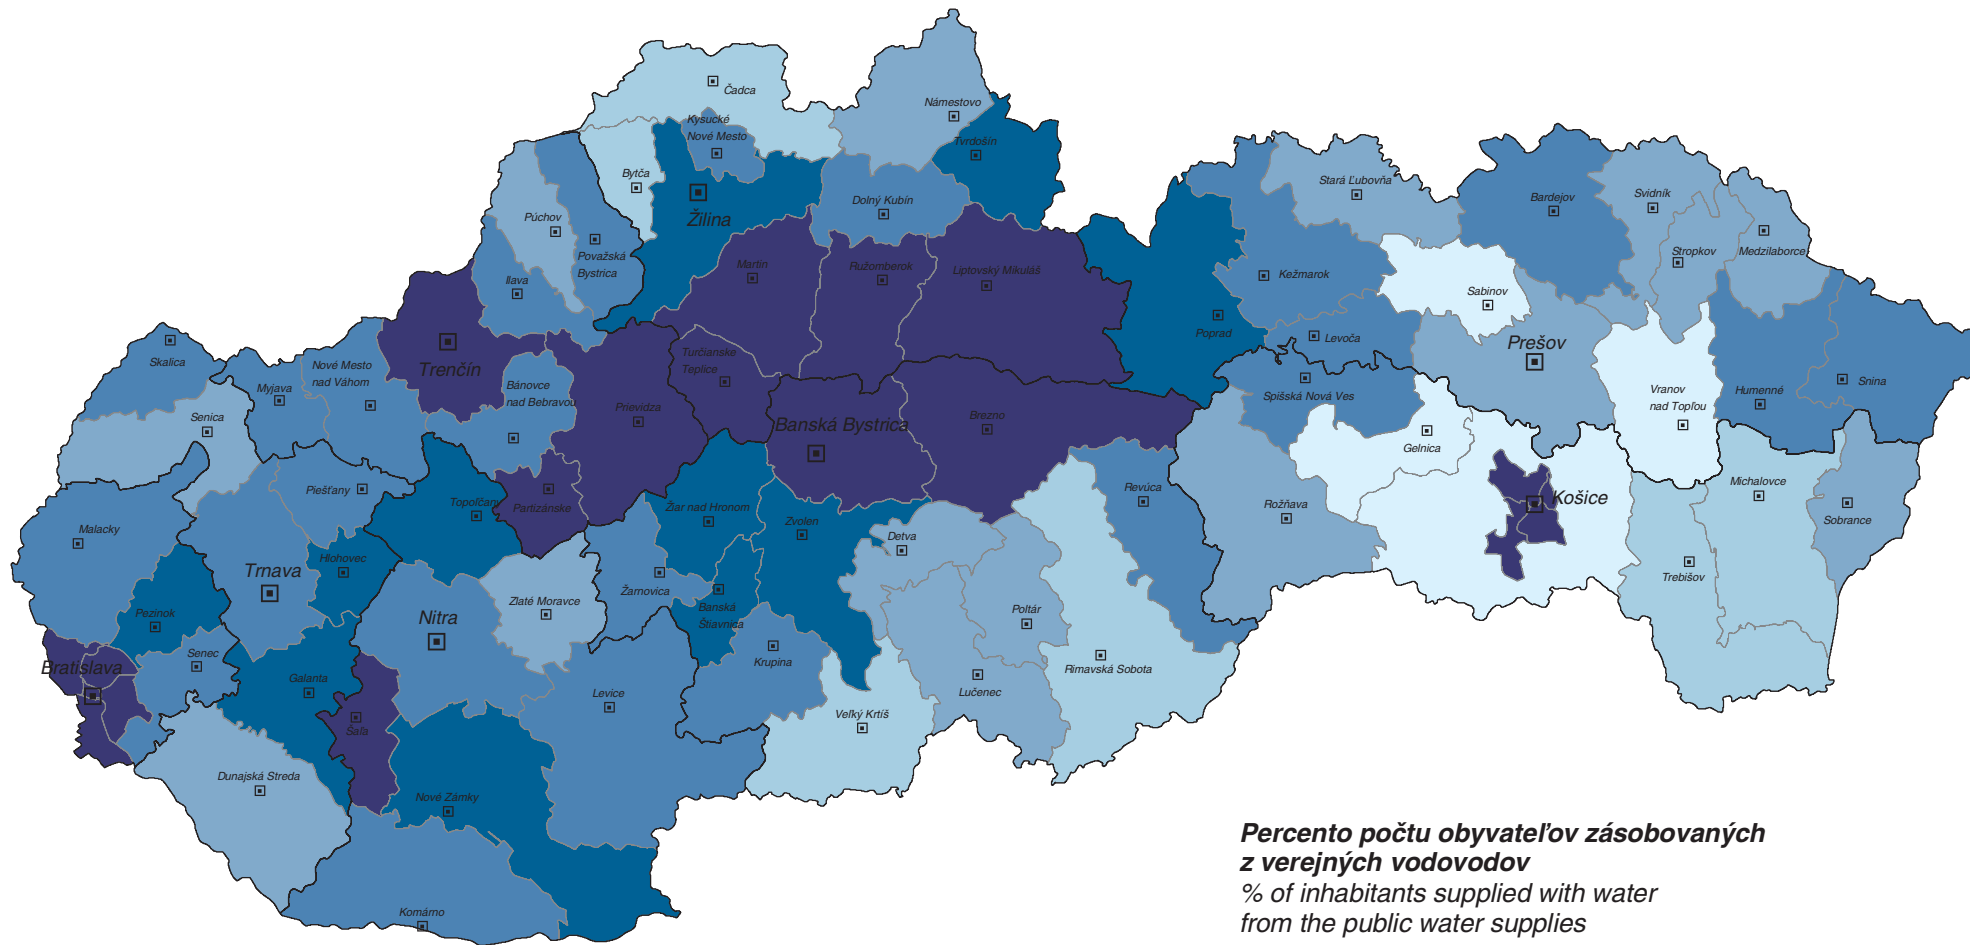 Čadca
Námestovo
Kysucké
Nové Mesto
Tvrdošín
Bytča
Žilina
Dolný Kubín
Stará Ľubovňa
Bardejov
Svidník
Púchov
Považská
Bystrica
Stropkov
Medzilaborce
Ilava
Martin
Ružomberok
Liptovský Mikuláš
Kežmarok
Sabinov
Poprad
Levoča
Prešov
Skalica
Myjava
Nové Mesto
nad Váhom
Trenčín
Bánovce
nad Bebravou
Turčianske
Teplice
Prievidza
Banská Bystrica
Brezno
Spišská Nová Ves
Vranov
nad Topľou
Humenné
Snina
Senica
Gelnica
Piešťany
Topoľčany
Partizánske
Žiar nad Hronom
Zvolen
Revúca
Rožňava
Košice
Michalovce
Sobrance
Malacky
Hlohovec
Trnava
Detva
Trebišov
Pezinok
Nitra
Zlaté Moravce
Žarnovica
Banská
Štiavnica
Poltár
Bratislava
Senec
Galanta
Krupina
Rimavská Sobota
Šaľa
Levice
Lučenec
Veľký Krtíš
Dunajská Streda
Nové Zámky
Komárno
Percento počtu obyvateľov zásobovaných
z verejných vodovodov
% of inhabitants supplied with water
from the public water supplies